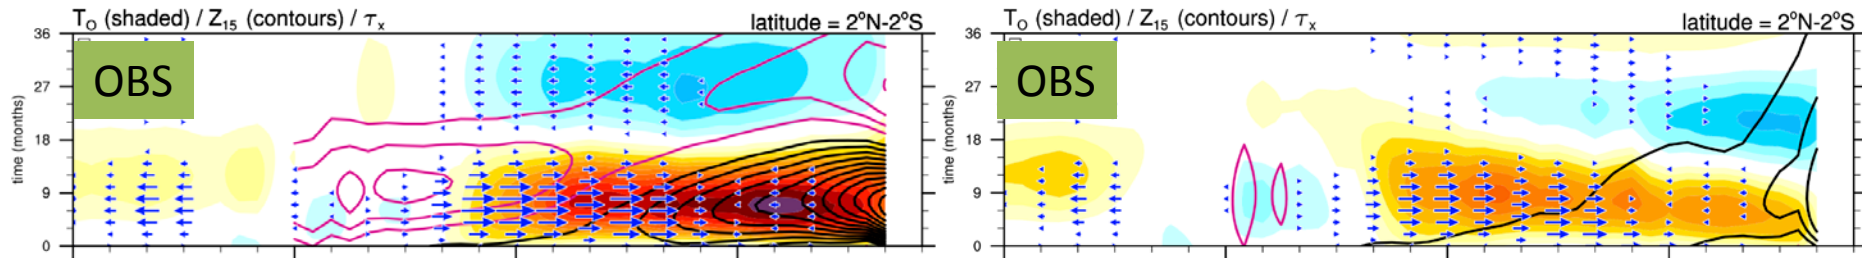 T_O (shaded) / Z_15 (contours) / τ_x latitude = 2°N-2°S
36
27
18
9
0
time (months)
OBS
T_O (shaded) / Z_15 (contours) / τ_x latitude = 2°N-2°S
36
27
18
9
0
time (months)
OBS